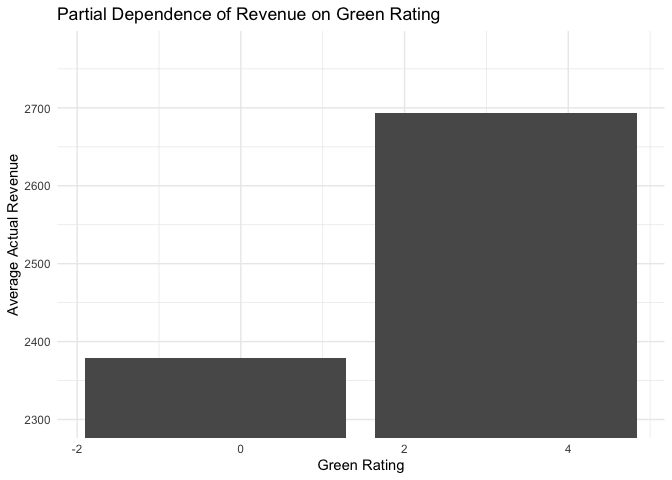 Partial Dependence of Revenue on Green Rating
Average Actual Revenue
2700
2600
2500
2400
2300
-2 0 2 4
Green Rating